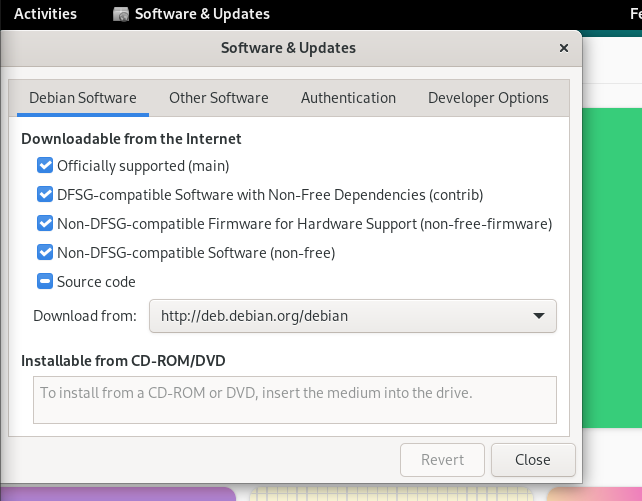 Activities
Software & Updates
Fe
Software & Updates
×
Debian Software
Other Software
Authentication
Developer Options
Downloadable from the Internet
Officially supported (main)
DFSG-compatible Software with Non-Free Dependencies (contrib)
Non-DFSG-compatible Firmware for Hardware Support (non-free-firmware)
Non-DFSG-compatible Software (non-free)
Source code
Download from:
http://deb.debian.org/debian
Installable from CD-ROM/DVD
To install from a CD-ROM or DVD, insert the medium into the drive.
Revert
Close